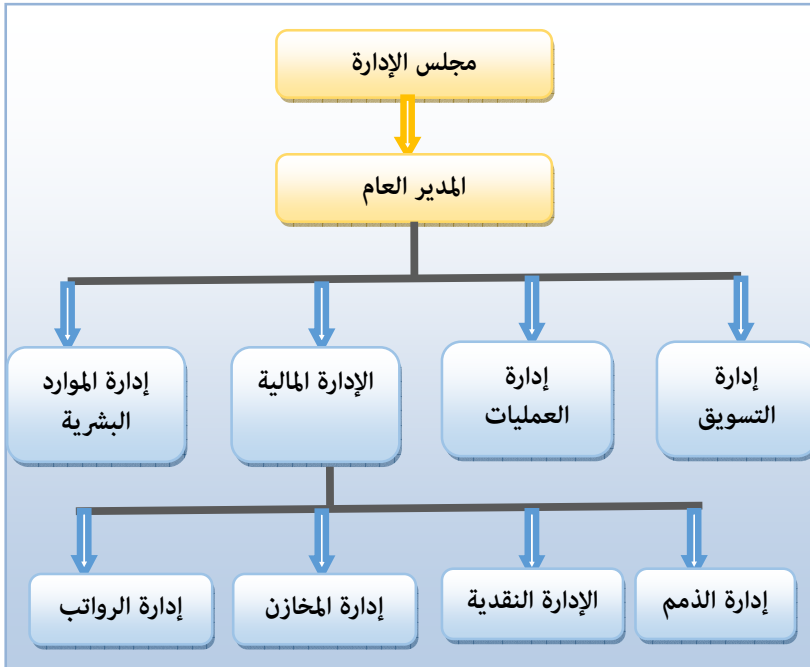 مجلس الإدارة
المدير العام
إدارة
التسويق
إدارة
العمليات
الإدارة المالية
إدارة الموارد
البشرية
إدارة الذمم
الإدارة النقدية
إدارة المخازن
إدارة الرواتب